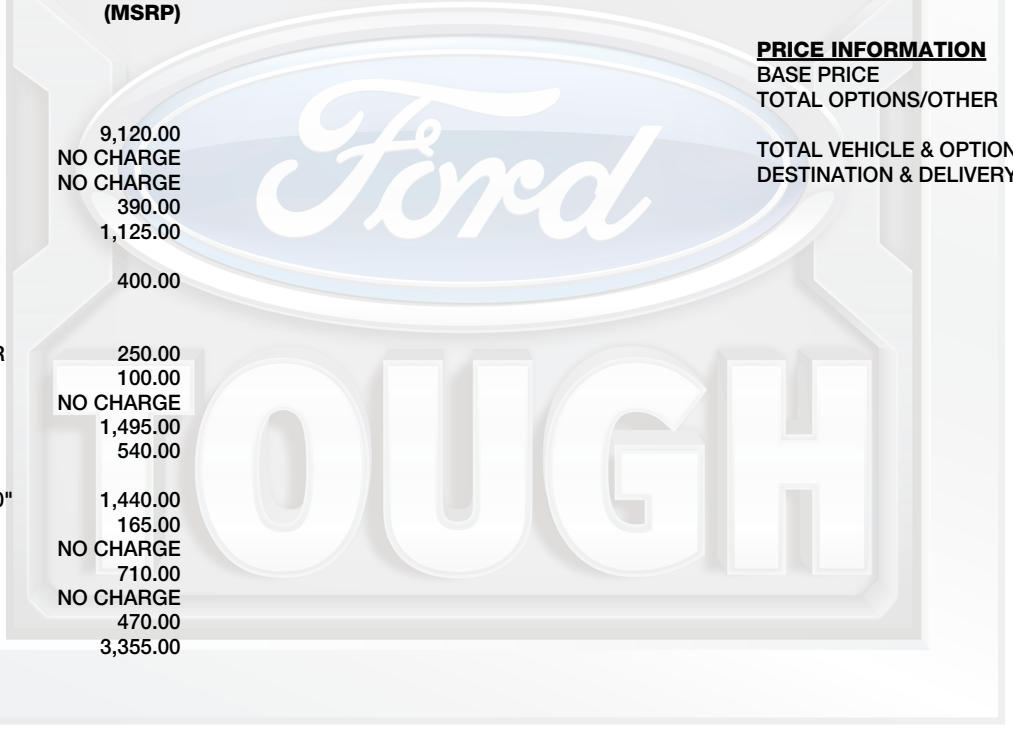 (MSRP)
9,120.00
NO CHARGE
NO CHARGE
390.00
1,125.00
400.00
R 250.00
100.00
NO CHARGE
1,495.00
540.00
0" 1,440.00
165.00
NO CHARGE
710.00
NO CHARGE
470.00
3,355.00
PRICE INFORMATION
BASE PRICE
TOTAL OPTIONS/OTHER
TOTAL VEHICLE & OPTION
DESTINATION & DELIVERY
Ford
TOUGH